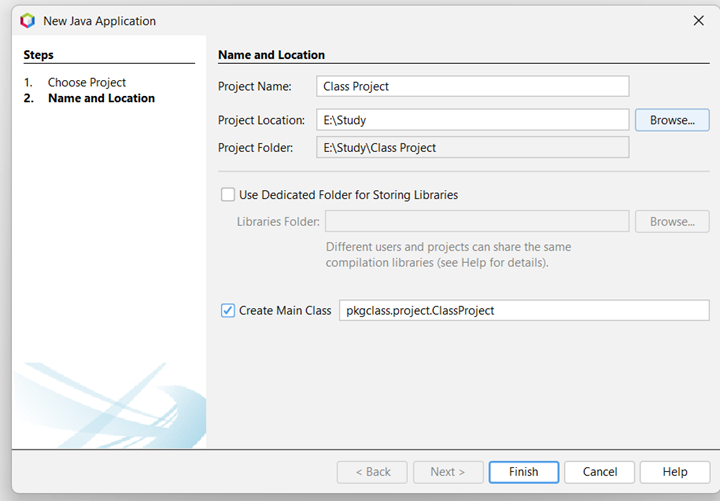 New Java Application
Steps
1. Choose Project
2. Name and Location
Name and Location
Project Name: Class Project
Project Location: E:\Study Browse...
Project Folder: E:\Study\Class Project
Use Dedicated Folder for Storing Libraries
Libraries Folder: Browse...
Different users and projects can share the same
compilation libraries (see Help for details).
Create Main Class pkgclass.project.ClassProject
< Back Next > Finish Cancel Help